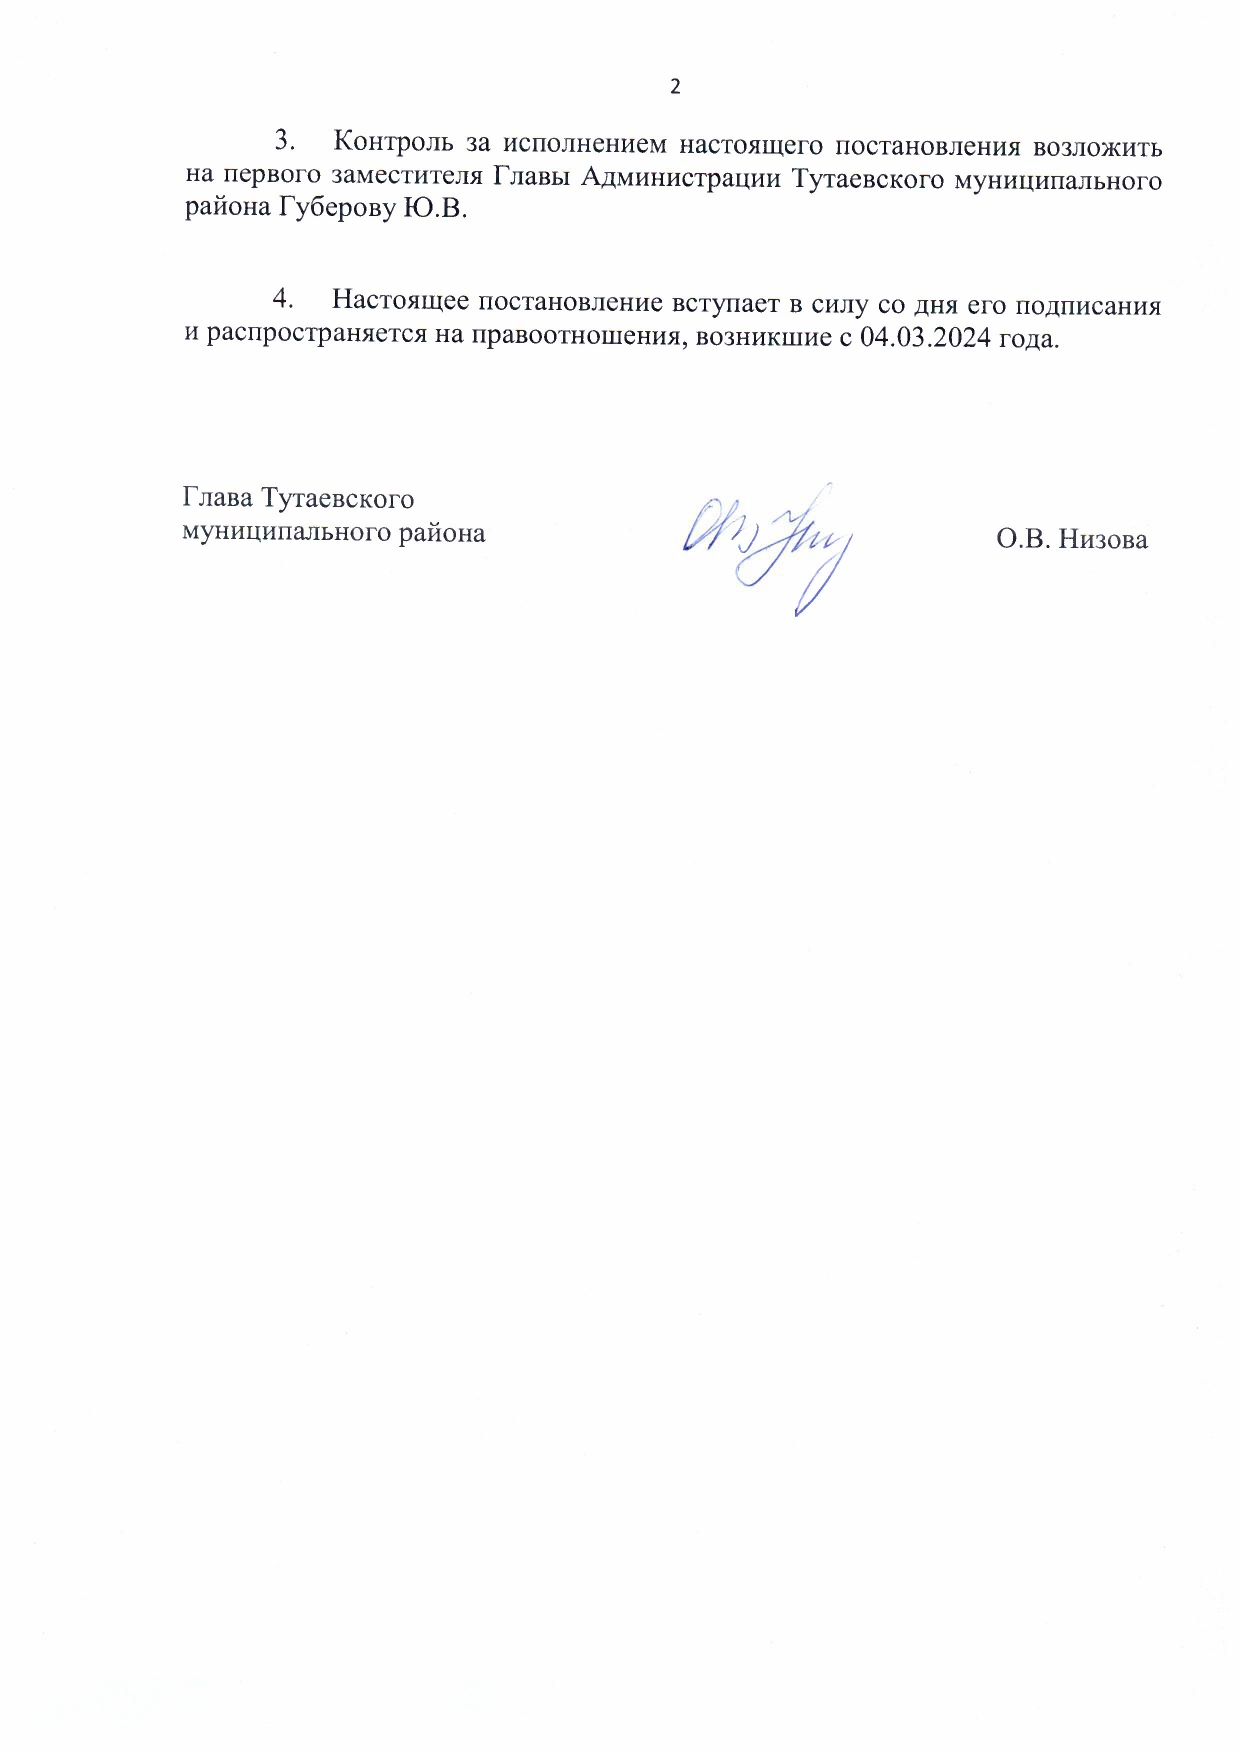 2
3. Контроль за исполнением настоящего постановления возложить
на первого заместителя Главы Администрации Тутаевского муниципального
района Губерову Ю.В.
4. Настоящее постановление вступает в силу со дня его подписания
и распространяется на правоотношения, возникшие с 04.03.2024 года.
Глава Тутаевского
муниципального района
О.В. Низова